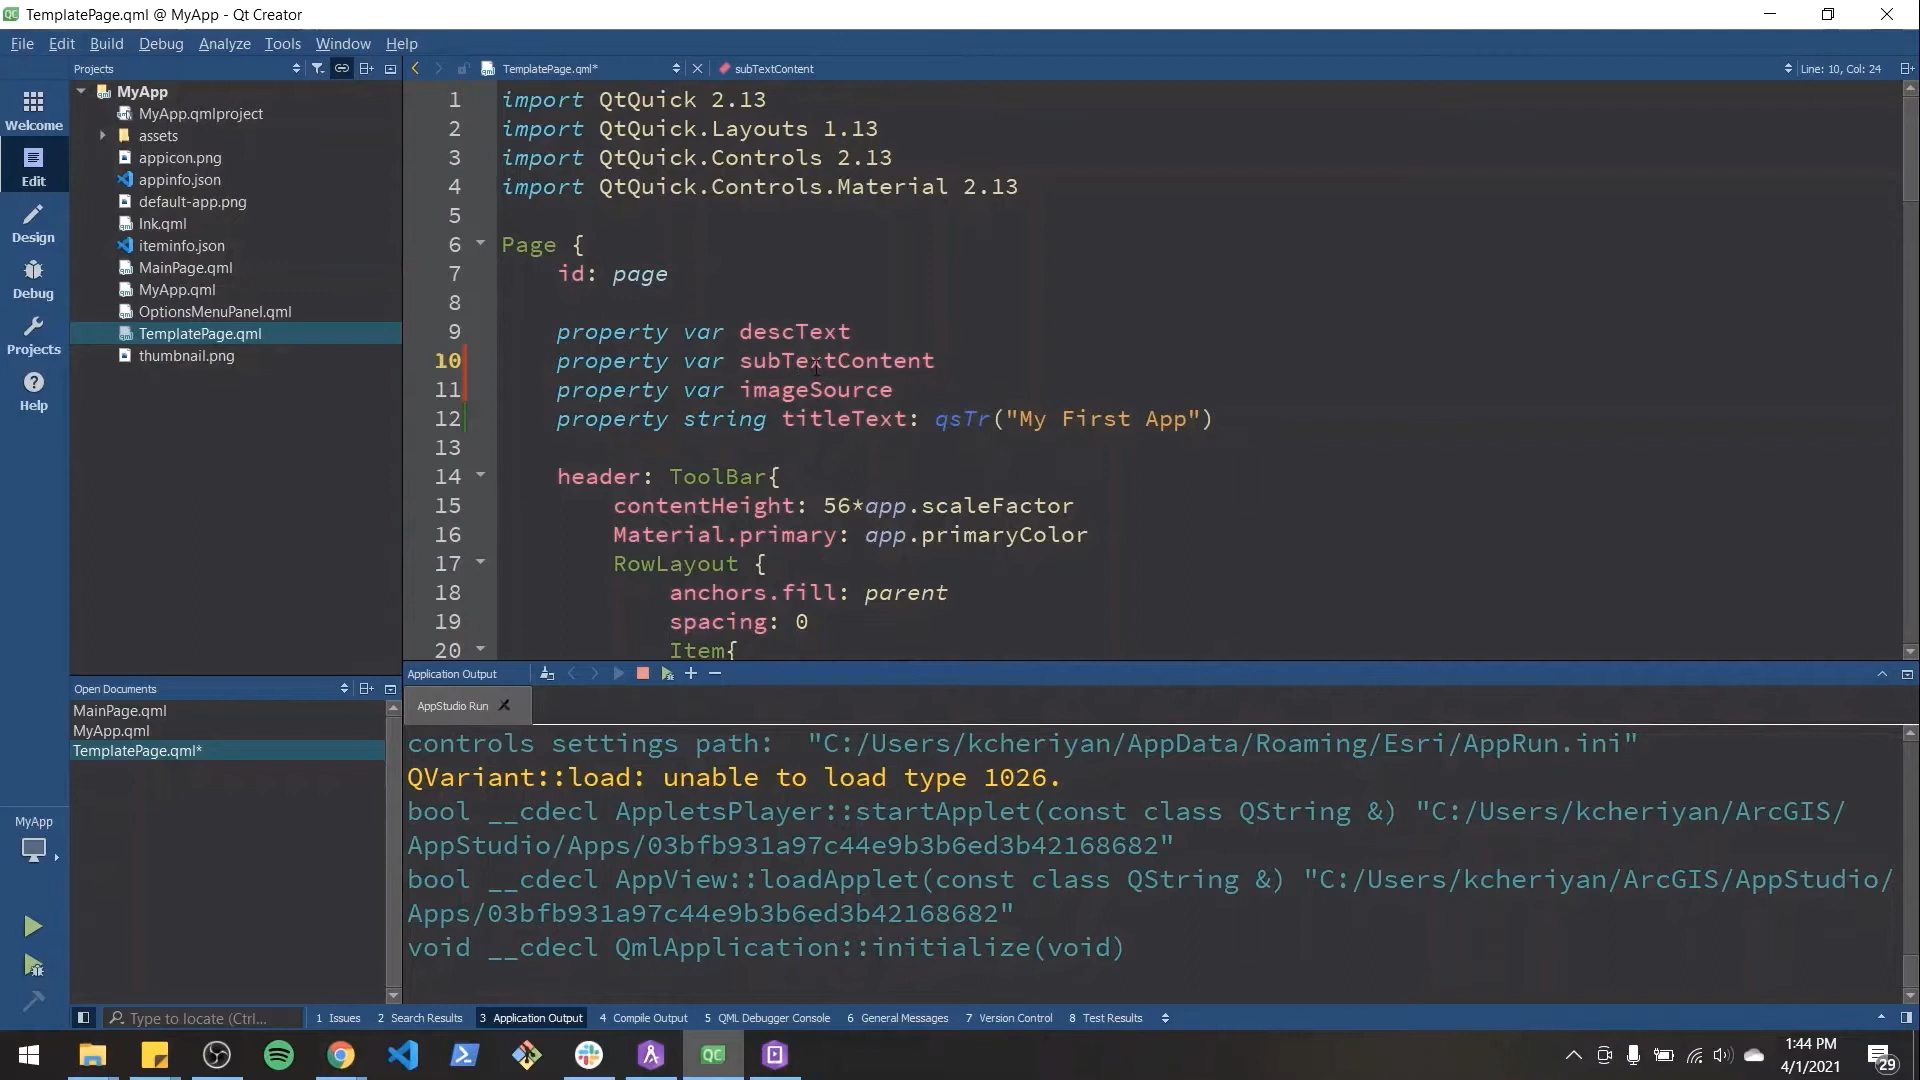 TemplatePage.qml @ MyApp - Qt Creator
File Edit Build Debug Analyze Tools Window Help
Projects
TemplatePage.qml*
subTextContent
Line: 10, Col: 24
Welcome
Edit
Design
Debug
Projects
Help
MyApp
MyApp
MyApp.qmlproject
assets
appicon.png
appinfo.json
default-app.png
Ink.qml
iteminfo.json
MainPage.qml
MyApp.qml
OptionsMenuPanel.qml
TemplatePage.qml
thumbnail.png
Open Documents
MainPage.qml
MyApp.qml
TemplatePage.qml*
1 import QtQuick 2.13
2 import QtQuick.Layouts 1.13
3 import QtQuick.Controls 2.13
4 import QtQuick.Controls.Material 2.13
5
6 Page {
7 id: page
8
9 property var descText
10 property var subTextContent
11 property var imageSource
12 property string titleText: qsTr("My First App")
13
14 header: ToolBar{
15 contentHeight: 56*app.scaleFactor
16 Material.primary: app.primaryColor
17 RowLayout {
18 anchors.fill: parent
19 spacing: 0
20 Item{
Application Output
AppStudio Run
controls settings path: "C:/Users/kcheriyan/AppData/Roaming/Esri/AppRun.ini"
QVariant::load: unable to load type 1026.
bool __cdecl AppletsPlayer::startApplet(const class QString &) "C:/Users/kcheriyan/ArcGIS/
AppStudio/Apps/03bfb931a97c44e9b3b6ed3b42168682"
bool __cdecl AppView::loadApplet(const class QString &) "C:/Users/kcheriyan/ArcGIS/AppStudio/
Apps/03bfb931a97c44e9b3b6ed3b42168682"
void __cdecl QmlApplication::initialize(void)
Type to locate (Ctrl...
1 Issues 2 Search Results 3 Application Output 4 Compile Output 5 QML Debugger Console 6 General Messages 7 Version Control 8 Test Results
QC
1:44 PM
4/1/2021
29